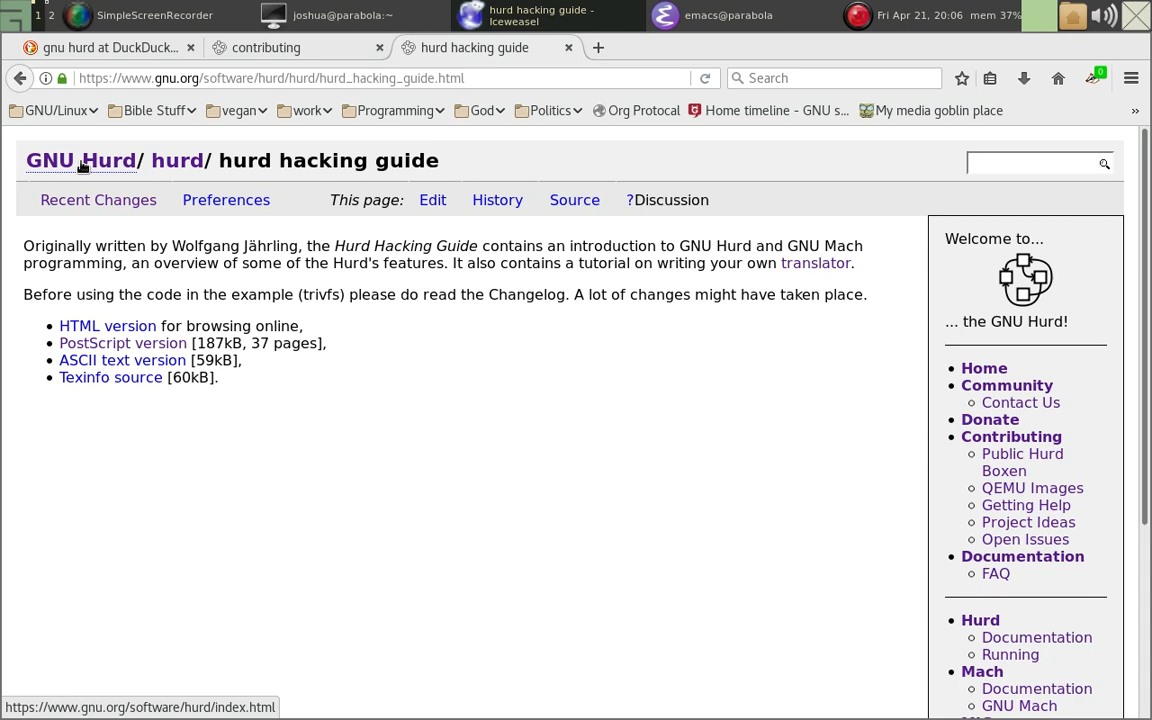 1 2 SimpleScreenRecorder joshua@parabola:~ hurd hacking guide - Iceweasel emacs@parabola Fri Apr 21, 20:06 mem 37%
gnu hurd at DuckDuck... contributing hurd hacking guide
https://www.gnu.org/software/hurd/hurd/hurd_hacking_guide.html Search 0
GNU/Linux Bible Stuff vegan work Programming God Politics Org Protocal Home timeline - GNU s... My media goblin place »
GNU Hurd/ hurd/ hurd hacking guide
Recent Changes Preferences This page: Edit History Source ?Discussion
Originally written by Wolfgang Jährling, the Hurd Hacking Guide contains an introduction to GNU Hurd and GNU Mach
programming, an overview of some of the Hurd's features. It also contains a tutorial on writing your own translator.
Before using the code in the example (trivfs) please do read the Changelog. A lot of changes might have taken place.
HTML version for browsing online,
PostScript version [187kB, 37 pages],
ASCII text version [59kB],
Texinfo source [60kB].
Welcome to...
... the GNU Hurd!
Home
Community
Contact Us
Donate
Contributing
Public Hurd
Boxen
QEMU Images
Getting Help
Project Ideas
Open Issues
Documentation
FAQ
Hurd
Documentation
Running
Mach
Documentation
GNU Mach
https://www.gnu.org/software/hurd/index.html